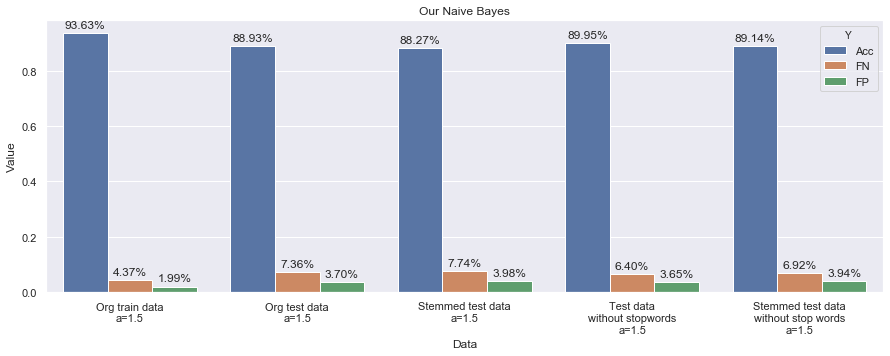 Our Naive Bayes
Y
Acc
FN
FP
Value
0.8
0.6
0.4
0.2
0.0
93.63%
4.37%
1.99%
88.93%
7.36%
3.70%
88.27%
7.74%
3.98%
89.95%
6.40%
3.65%
89.14%
6.92%
3.94%
Org train data
a=1.5
Org test data
a=1.5
Stemmed test data
a=1.5
Test data
without stopwords
a=1.5
Stemmed test data
without stop words
a=1.5
Data